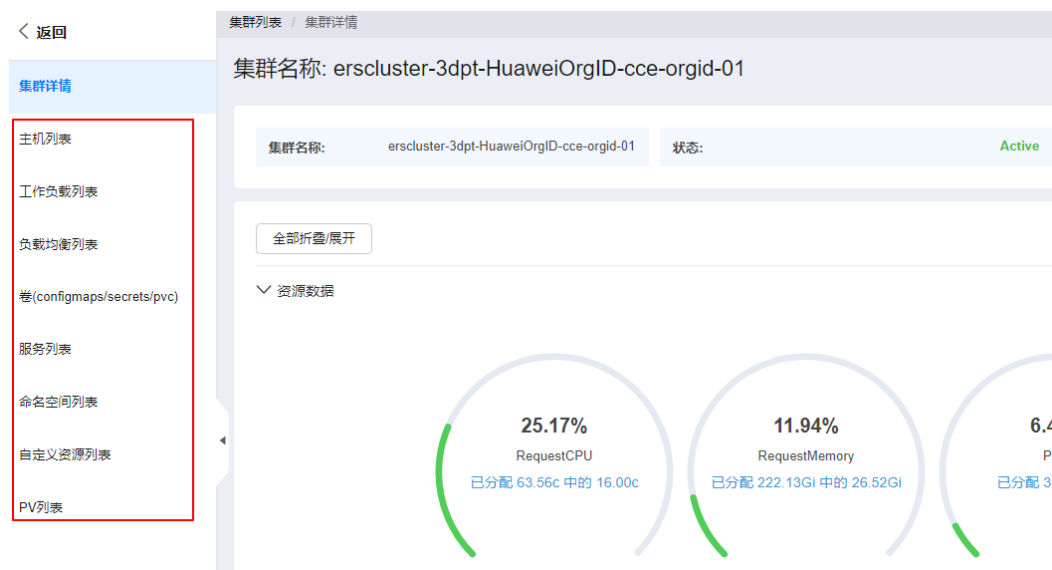 返回
集群详情
主机列表
工作负载列表
负载均衡列表
卷(configmaps/secrets/pvc)
服务列表
命名空间列表
自定义资源列表
PV列表
集群列表 / 集群详情
集群名称: erscluster-3dpt-HuaweiOrgID-cce-orgid-01
集群名称: erscluster-3dpt-HuaweiOrgID-cce-orgid-01 状态: Active
全部折叠/展开
资源数据
25.17%
RequestCPU
已分配 63.56c 中的 16.00c
11.94%
RequestMemory
已分配 222.13Gi 中的 26.52Gi
6.4
P
已分配 3